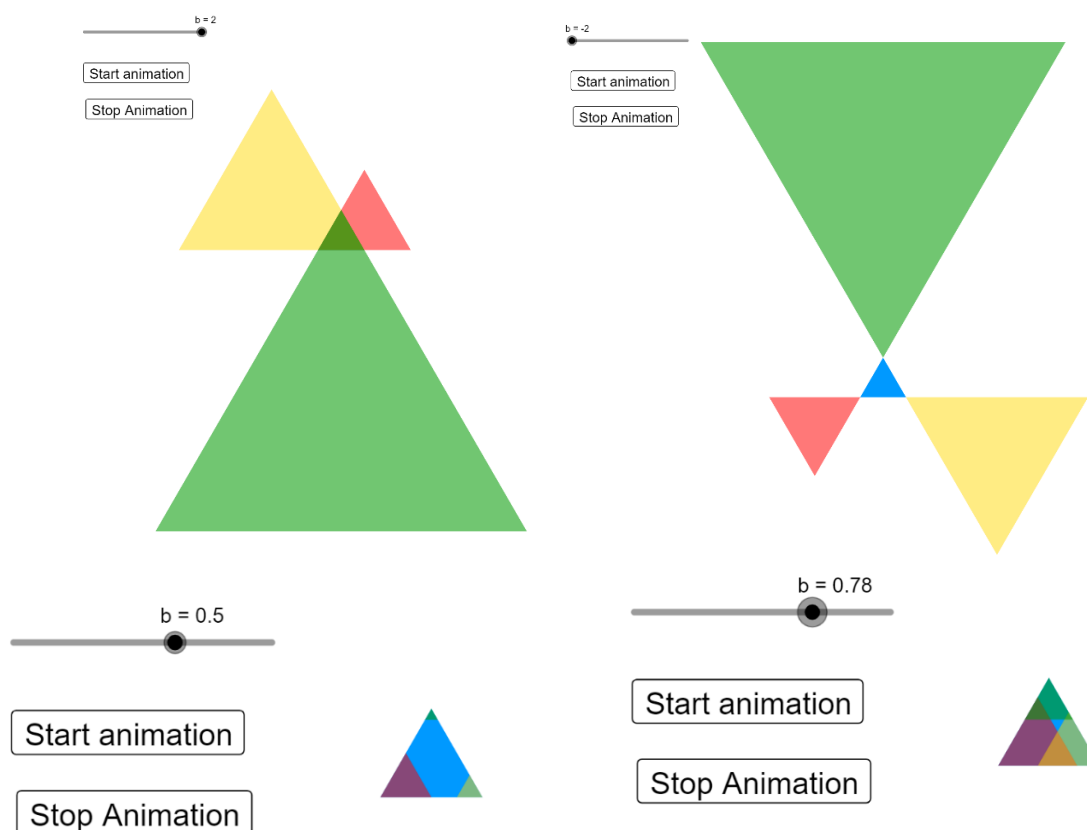 b = 2
Start animation
Stop Animation
b = -2
Start animation
Stop Animation
b = 0.5
Start animation
Stop Animation
b = 0.78
Start animation
Stop Animation